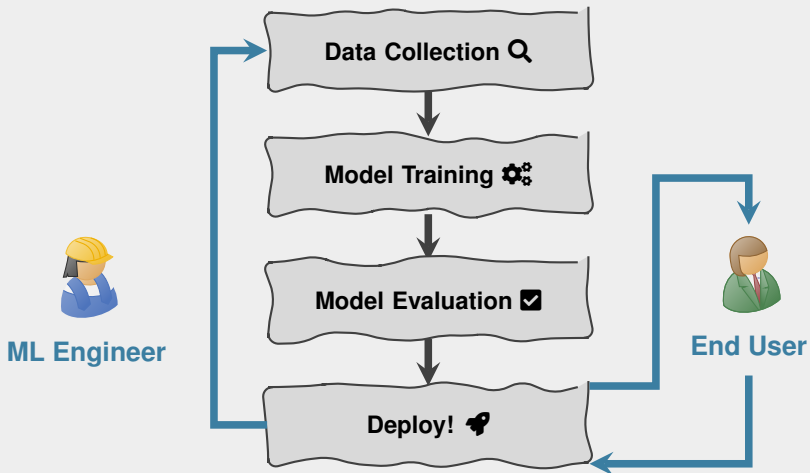 Data Collection
Model Training
Model Evaluation
ML Engineer
End User
Deploy!